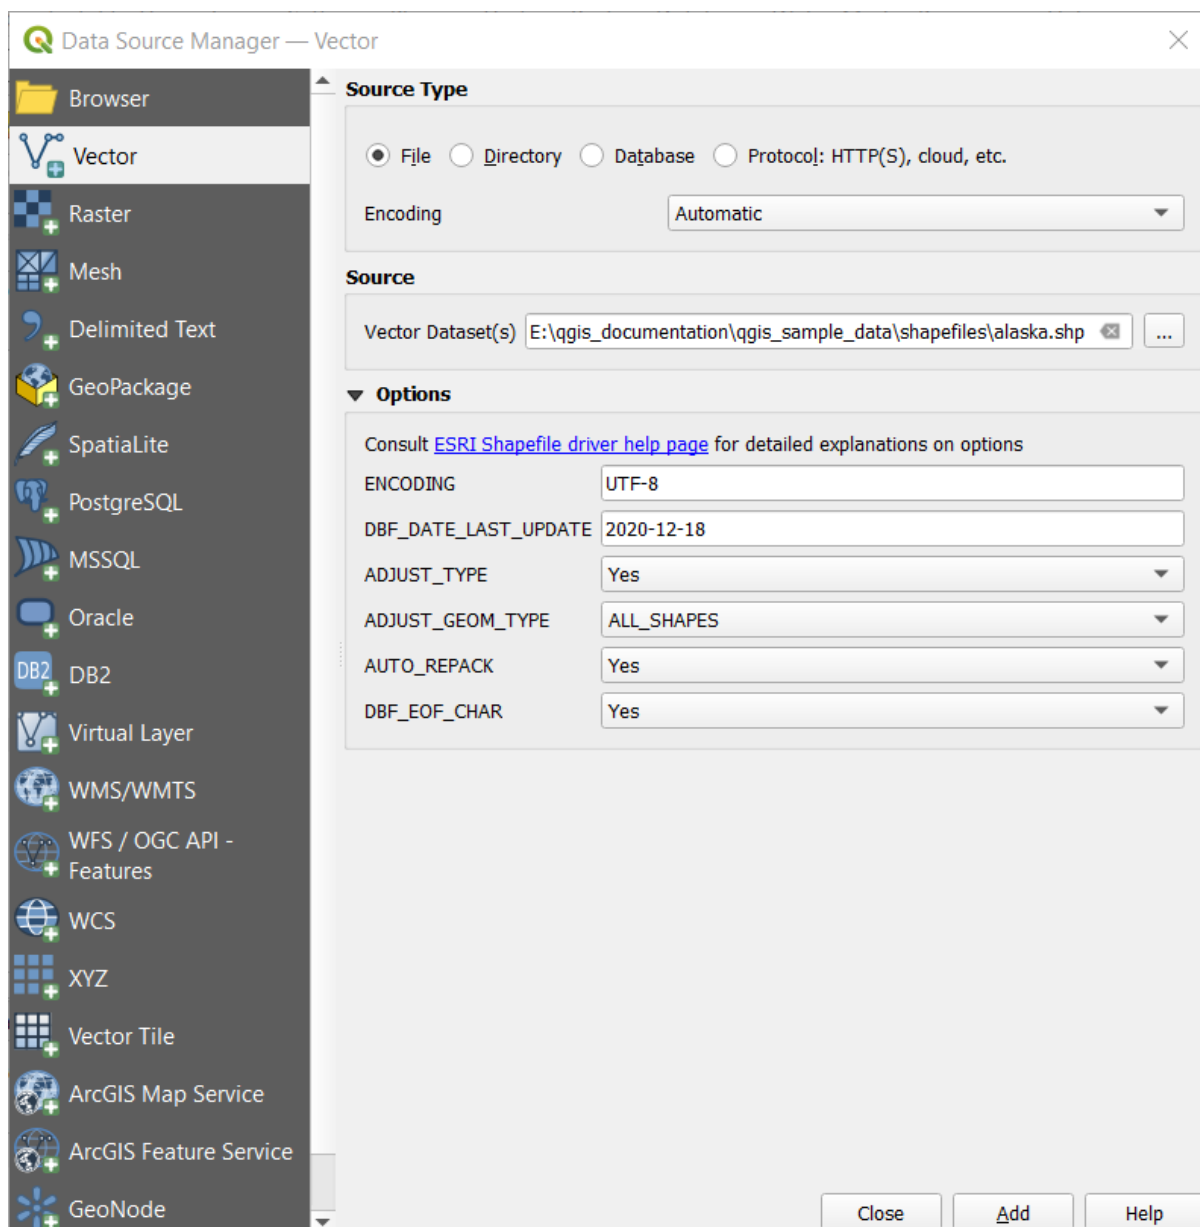 Data Source Manager — Vector
Browser
Vector
Raster
Mesh
Delimited Text
GeoPackage
SpatiaLite
PostgreSQL
MSSQL
Oracle
DB2
DB2
Virtual Layer
WMS/WMTS
WFS / OGC API -
Features
WCS
XYZ
Vector Tile
ArcGIS Map Service
ArcGIS Feature Service
GeoNode
Source Type
File Directory Database Protocol: HTTP(S), cloud, etc.
Encoding Automatic
Source
Vector Dataset(s) E:\qgis_documentation\qgis_sample_data\shapefiles\alaska.shp ...
Options
Consult ESRI Shapefile driver help page for detailed explanations on options
ENCODING UTF-8
DBF_DATE_LAST_UPDATE 2020-12-18
ADJUST_TYPE Yes
ADJUST_GEOM_TYPE ALL_SHAPES
AUTO_REPACK Yes
DBF_EOF_CHAR Yes
Close Add Help